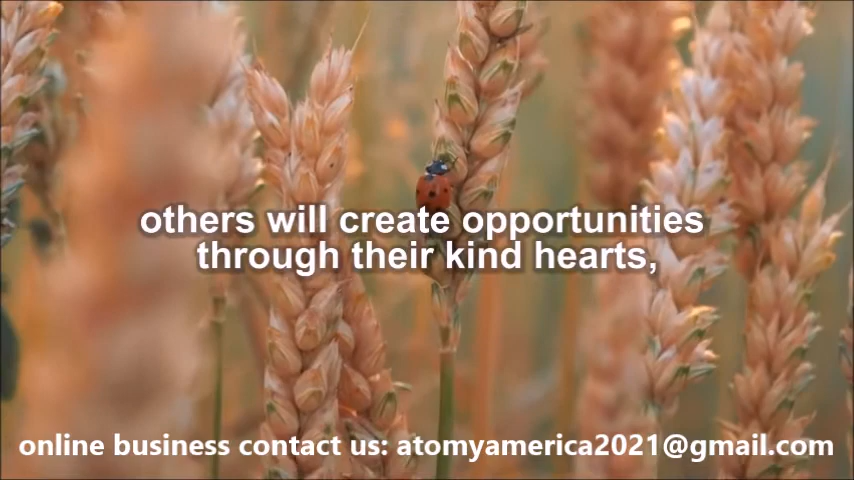 others will create opportunities
through their kind hearts,
online business contact us: atomyamerica2021@gmail.com